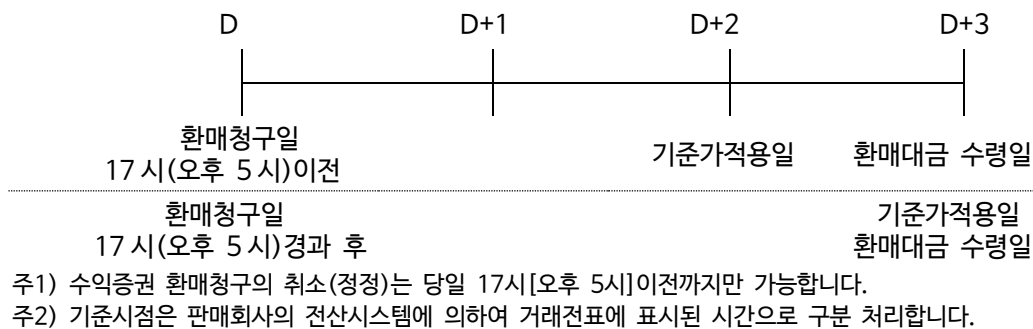 D D+1 D+2 D+3
환매청구일
17시(오후 5시)이전
기준가적용일 환매대금 수령일
환매청구일
17시(오후 5시)경과 후
기준가적용일
환매대금 수령일
주1) 수익증권 환매청구의 취소(정정)는 당일 17시[오후 5시]이전까지만 가능합니다.
주2) 기준시점은 판매회사의 전산시스템에 의하여 거래전표에 표시된 시간으로 구분 처리합니다.